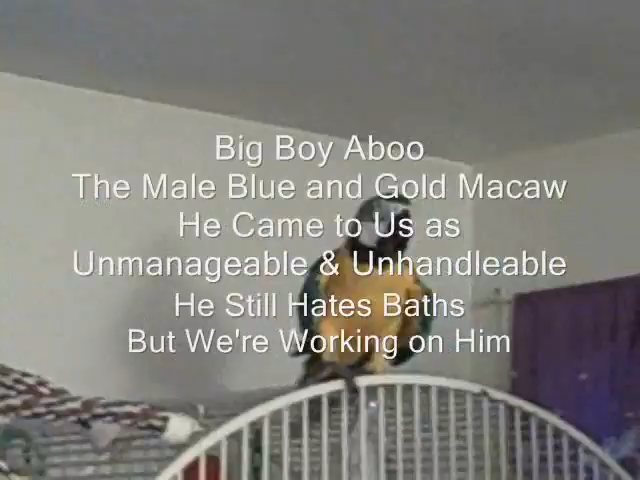 Big Boy Aboo
The Male Blue and Gold Macaw
He Came to Us as
Unmanageable & Unhandleable
He Still Hates Baths
But We're Working on Him